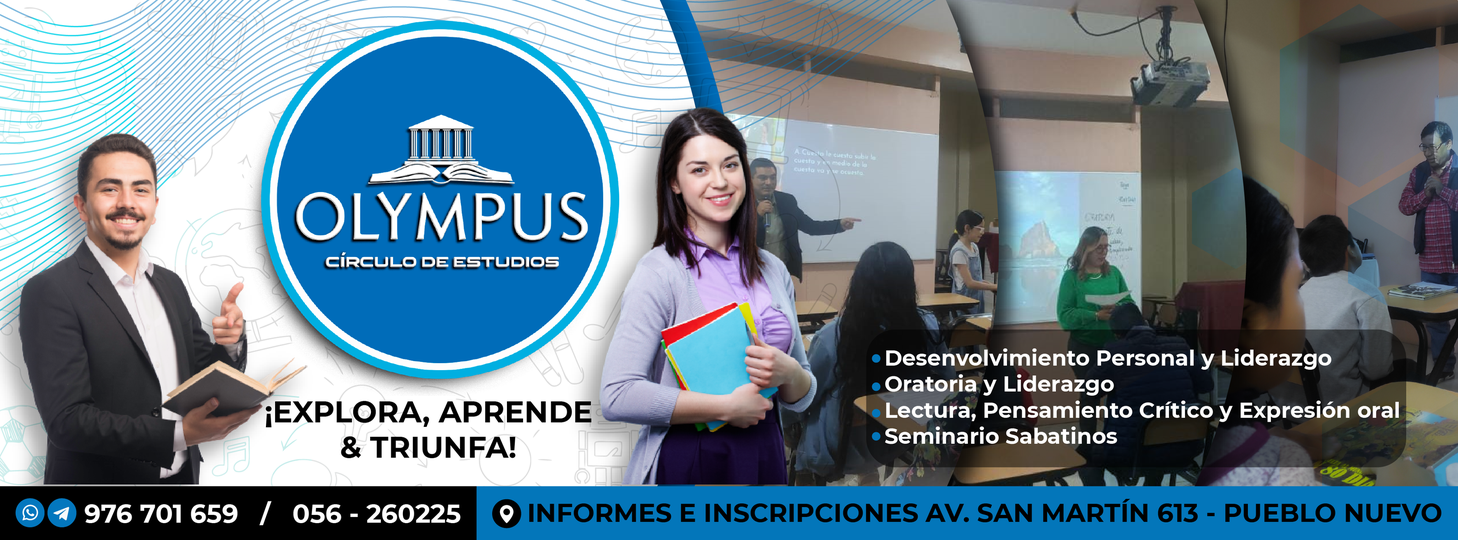 OLYMPUS
CÍRCULO DE ESTUDIOS
¡EXPLORA, APRENDE
& TRIUNFA!
Desenvolvimiento Personal y Liderazgo
Oratoria y Liderazgo
Lectura, Pensamiento Crítico y Expresión oral
Seminario Sabatinos
976 701 659 / 056 - 260225
INFORMES E INSCRIPCIONES AV. SAN MARTÍN 613 - PUEBLO NUEVO